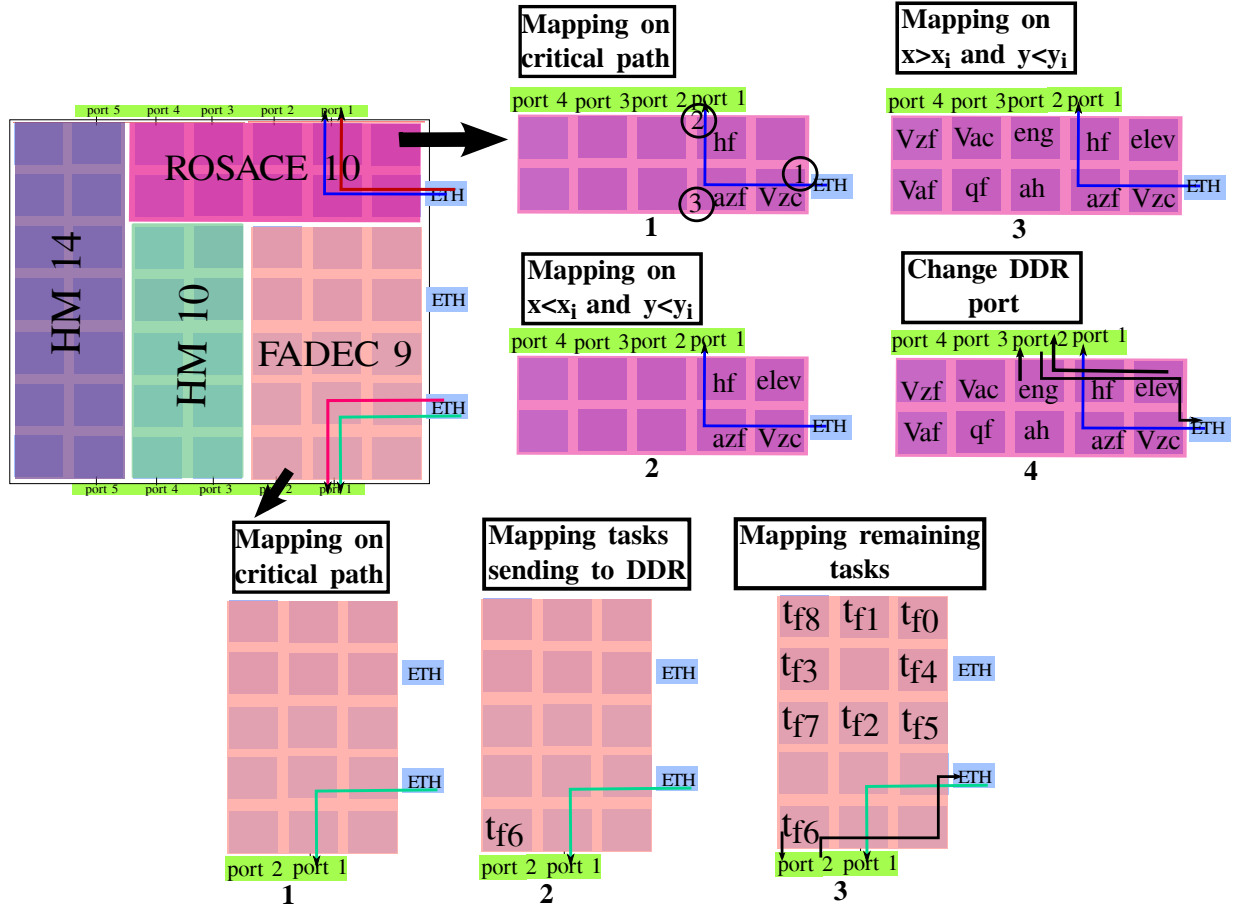 port 5 port 4 port 3 port 2 port 1
ROSACE 10
ETH
HM 14
HM 10
ETH
FADEC 9
ETH
port 5 port 4 port 3 port 2 port 1
Mapping on
critical path
port 4 port 3 port 2 port 1
2
hf
1
ETH
3
azf Vzc
1
Mapping on
x>xi and y<yi
port 4 port 3 port 2 port 1
Vzf Vac eng hf elev
Vaf qf ah azf Vzc
ETH
3
Mapping on
x<xi and y<yi
port 4 port 3 port 2 port 1
hf elev
azf Vzc
ETH
2
Change DDR
port
port 4 port 3 port 2 port 1
Vzf Vac eng hf elev
Vaf qf ah azf Vzc
ETH
4
Mapping on
critical path
ETH
ETH
port 2 port 1
1
Mapping tasks
sending to DDR
ETH
ETH
tf6
port 2 port 1
2
Mapping remaining
tasks
tf8 tf1 tf0
tf3 tf4 ETH
tf7 tf2 tf5
ETH
tf6
port 2 port 1
3